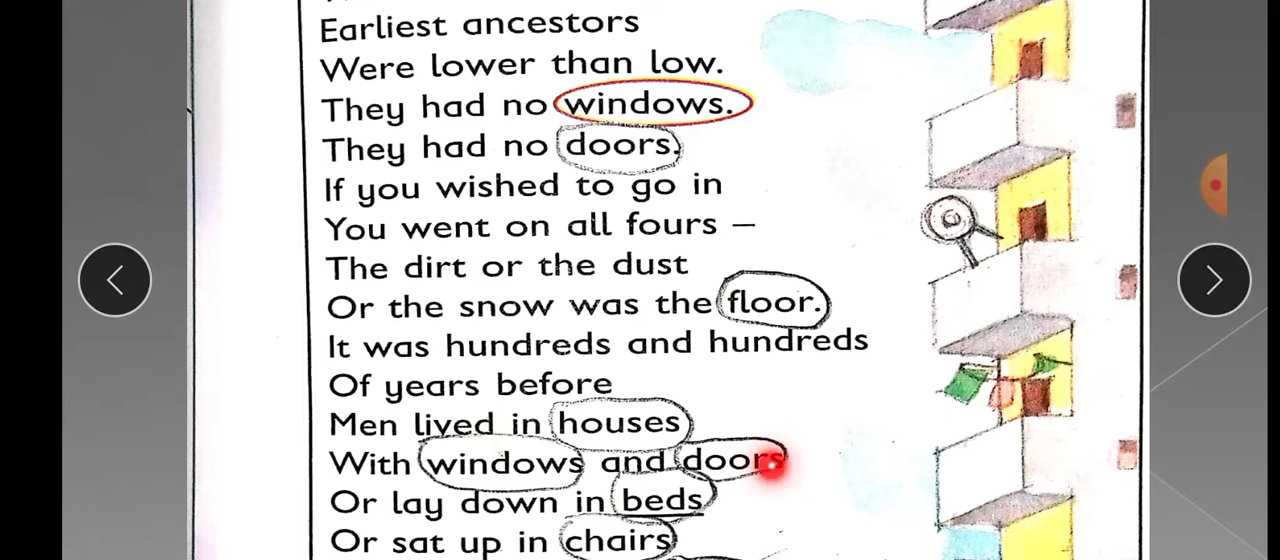 Earliest ancestors
Were lower than low.
They had no windows.
They had no doors.
If you wished to go in
You went on all fours –
The dirt or the dust
Or the snow was the floor.
It was hundreds and hundreds
Of years before
Men lived in houses
With windows and doors
Or lay down in beds
Or sat up in chairs